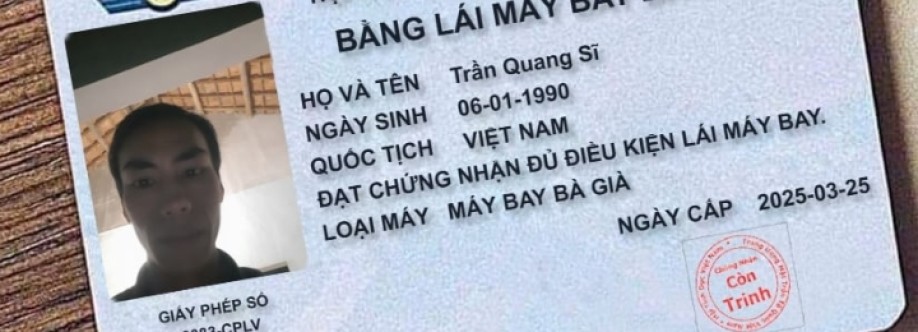 BẰNG LÁI MÁY BAY
HỌ VÀ TÊN Trần Quang Sĩ
NGÀY SINH 06-01-1990
QUỐC TỊCH VIỆT NAM
ĐẠT CHỨNG NHẬN ĐỦ ĐIỀU KIỆN LÁI MÁY BAY.
LOẠI MÁY MÁY BAY BÀ GIÀ
NGÀY CẤP 2025-03-25
Chứng Nhận
Còn
Trinh
GIẤY PHÉP SỐ